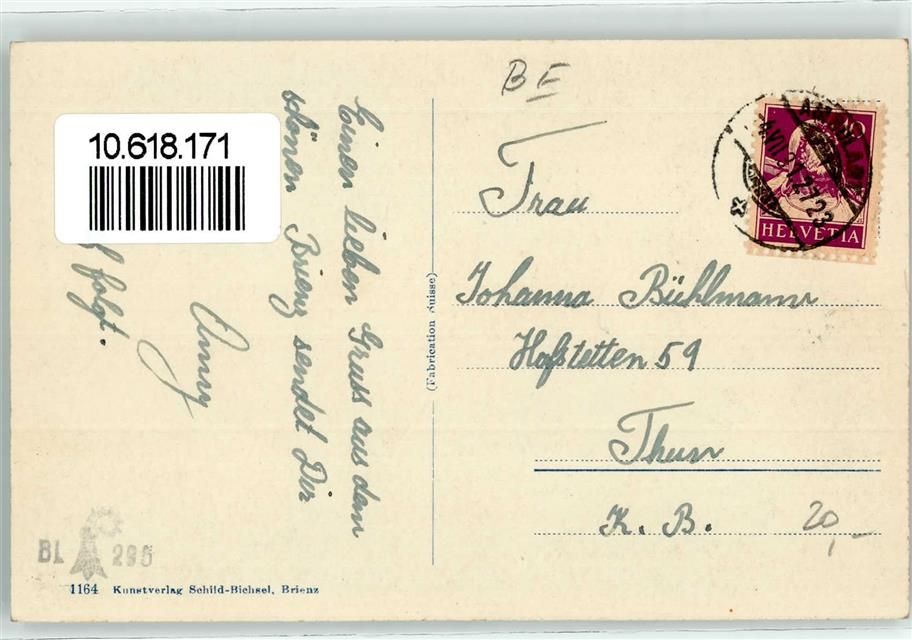 BE
10.618.171
Einen lieben Gruss aus dem
schönen Brienz sendet Dir
Anny
folgt.
Frau
Johanna Bühlmann
Hofstetten 59
Thun
K. B.
20,-
HELVETIA
(Fabrication Suisse)
BL 295
1164 Kunstverlag Schild-Bichsel, Brienz